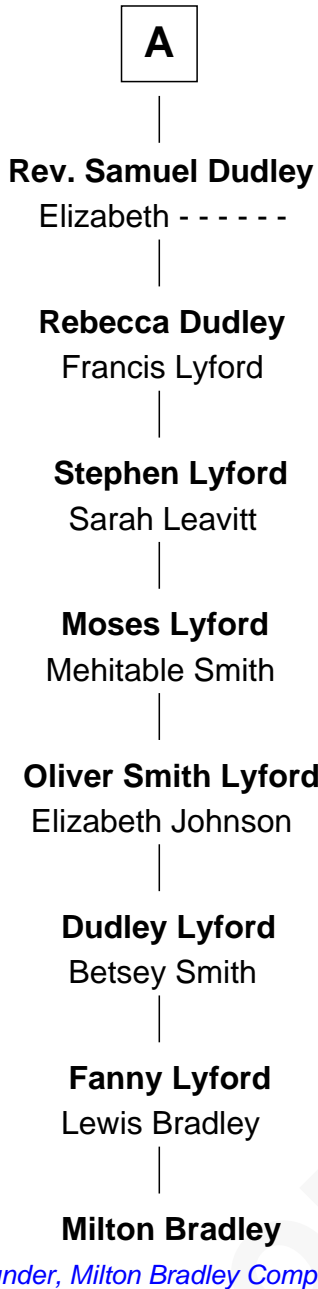 A
Rev. Samuel Dudley
Elizabeth - - - - - -
Rebecca Dudley
Francis Lyford
Stephen Lyford
Sarah Leavitt
Moses Lyford
Mehitable Smith
Oliver Smith Lyford
Elizabeth Johnson
Dudley Lyford
Betsey Smith
Fanny Lyford
Lewis Bradley
Milton Bradley
under, Milton Bradley Comp